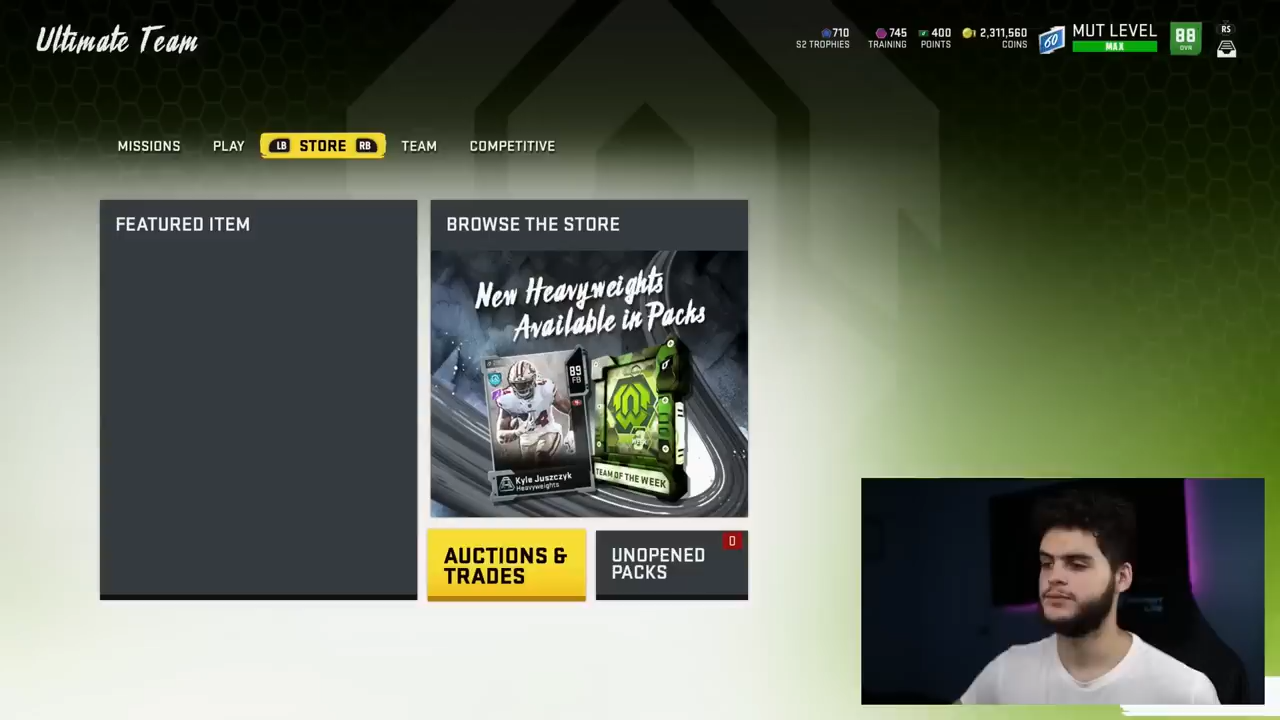 Ultimate Team
710
S2 TROPHIES
745
TRAINING
400
POINTS
2,311,560
COINS
60
MUT LEVEL
MAX
88
OVR
RS
MISSIONS
PLAY
LB STORE RB
TEAM
COMPETITIVE
FEATURED ITEM
BROWSE THE STORE
New Heavyweights
Available in Packs
89
FB
Kyle Juszczyk
Heavyweights
TEAM OF THE WEEK
AUCTIONS &
TRADES
UNOPENED
PACKS
0